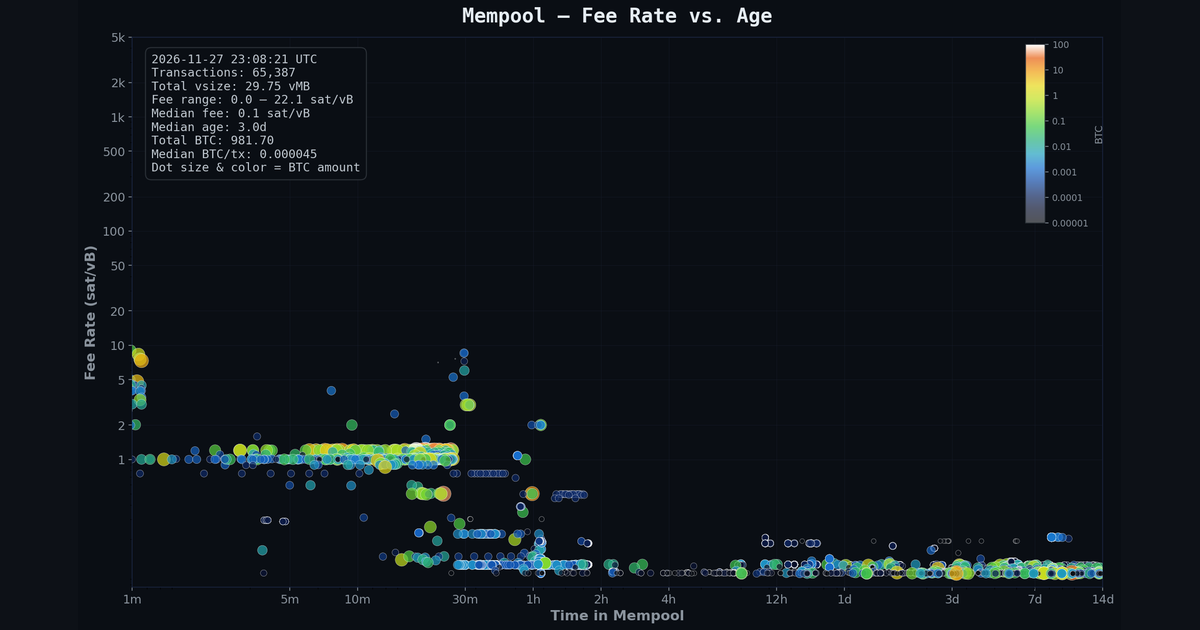 Mempool — Fee Rate vs. Age
2026-11-27 23:08:21 UTC
Transactions: 65,387
Total vsize: 29.75 vMB
Fee range: 0.0 – 22.1 sat/vB
Median fee: 0.1 sat/vB
Median age: 3.0d
Total BTC: 981.70
Median BTC/tx: 0.000045
Dot size & color = BTC amount
100
10
1
0.1
0.01
0.001
0.0001
0.00001
BTC
Fee Rate (sat/vB)
5k
2k
1k
500
200
100
50
20
10
5
2
1
1m 5m 10m 30m 1h 2h 4h 12h 1d 3d 7d 14d
Time in Mempool